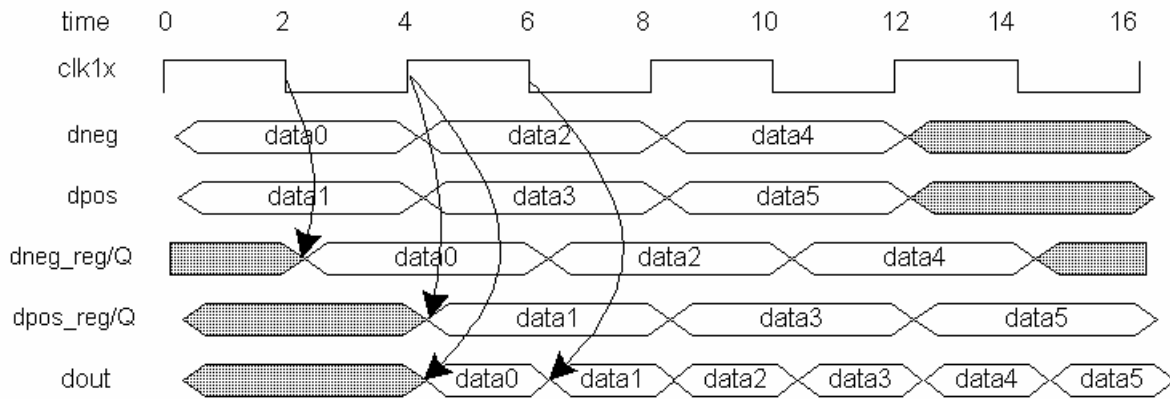 time 0 2 4 6 8 10 12 14 16
clk1x
dneg data0 data2 data4
dpos data1 data3 data5
dneg_reg/Q data0 data2 data4
dpos_reg/Q data1 data3 data5
dout data0 data1 data2 data3 data4 data5